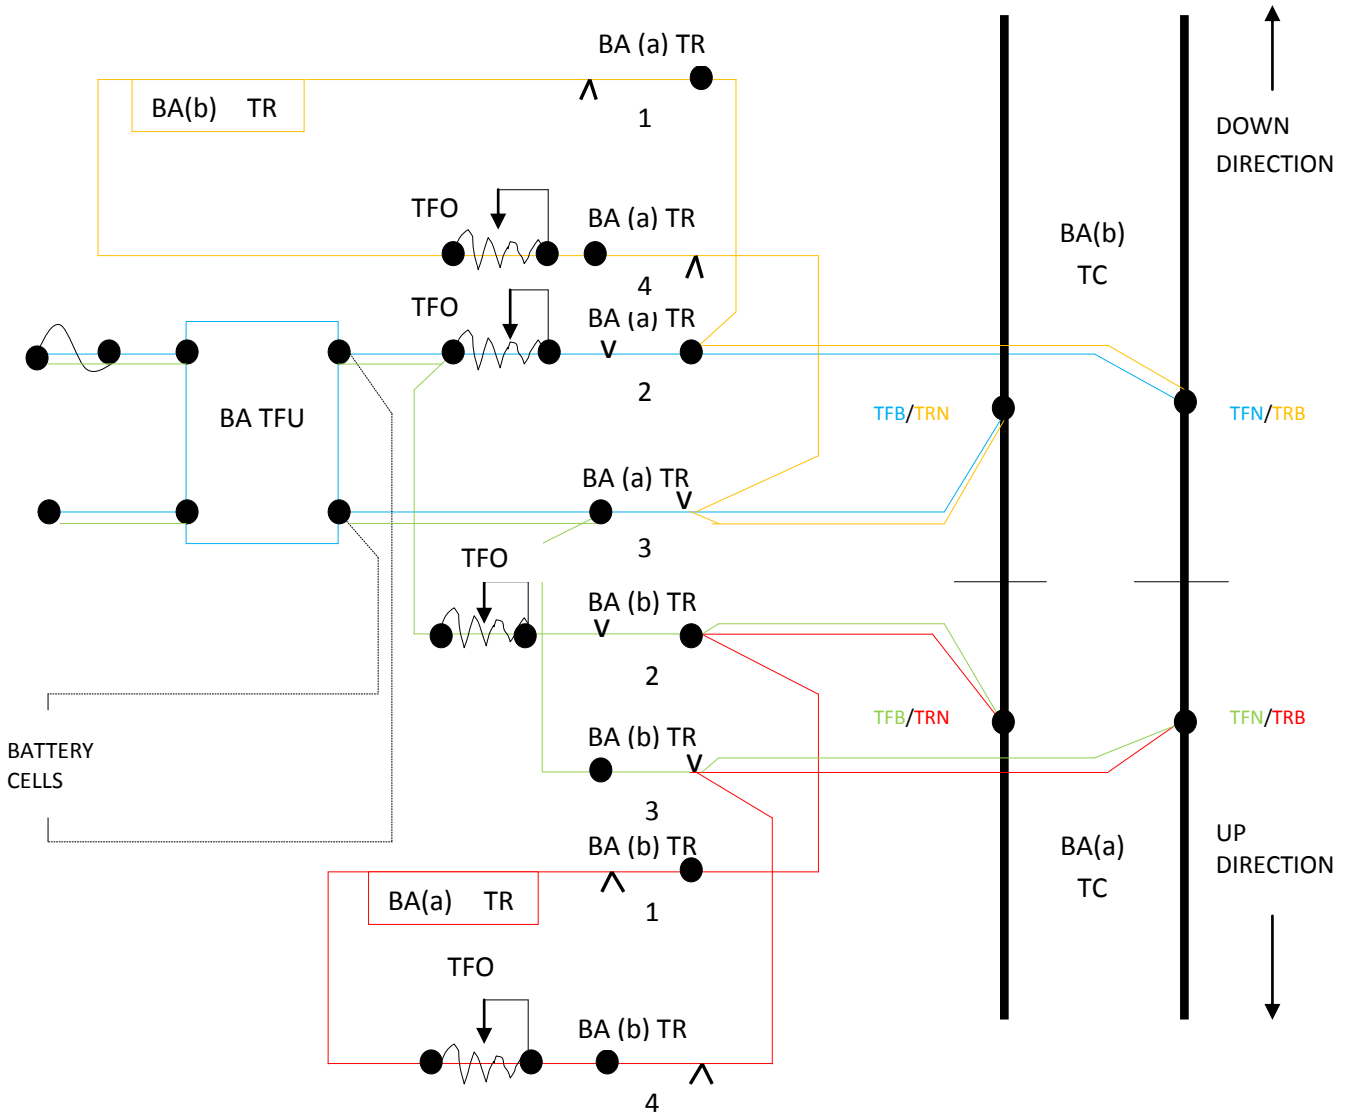 BA (a) TR
BA(b) TR
1
DOWN
DIRECTION
TFO
BA (a) TR
BA(b)
TC
4
TFO
BA (a) TR
2
BA TFU
TFB/TRN
TFN/TRB
BA (a) TR
3
TFO
BA (b) TR
2
TFB/TRN
TFN/TRB
BATTERY
CELLS
BA (b) TR
3
BA (b) TR
BA(a)
TC
UP
DIRECTION
BA(a) TR
1
TFO
BA (b) TR
4